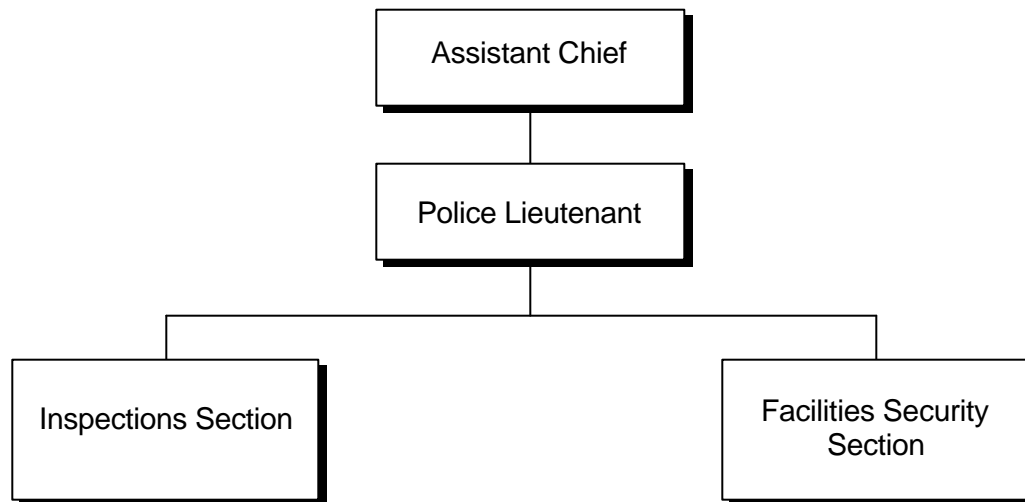 Assistant Chief
Police Lieutenant
Inspections Section
Facilities Security
Section